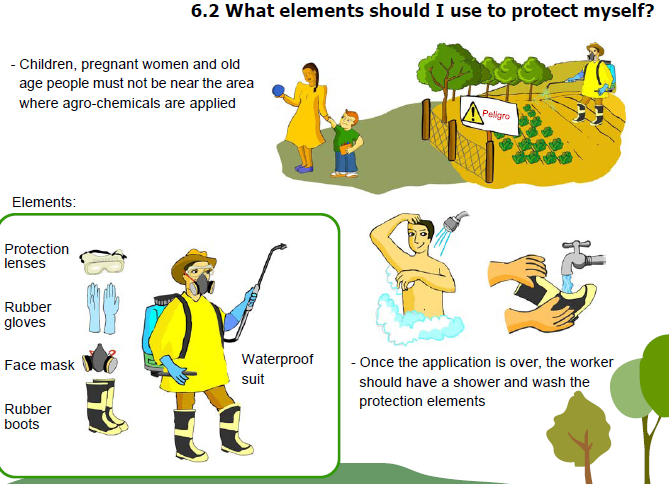 6.2 What elements should I use to protect myself?
- Children, pregnant women and old
age people must not be near the area
where agro-chemicals are applied
Peligro
Elements:
Protection
lenses
Rubber
gloves
Face mask
Rubber
boots
Waterproof
suit
- Once the application is over, the worker
should have a shower and wash the
protection elements